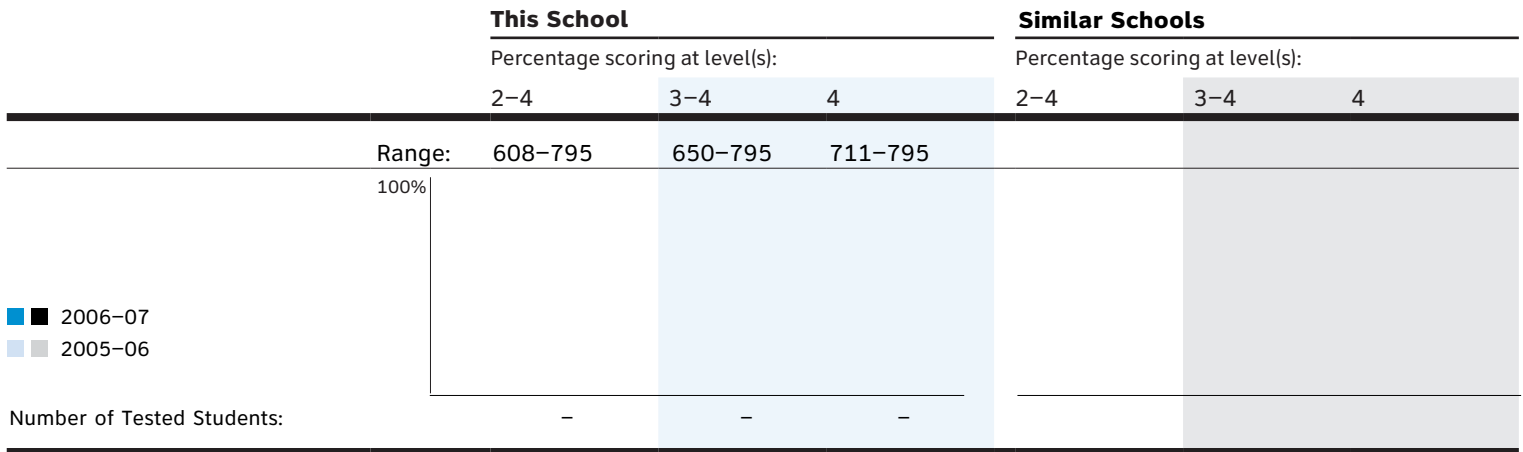 This School Similar Schools
Percentage scoring at level(s): Percentage scoring at level(s):
2–4 3–4 4 2–4 3–4 4
Range: 608–795 650–795 711–795
100%
2006–07
2005–06
Number of Tested Students: – – –